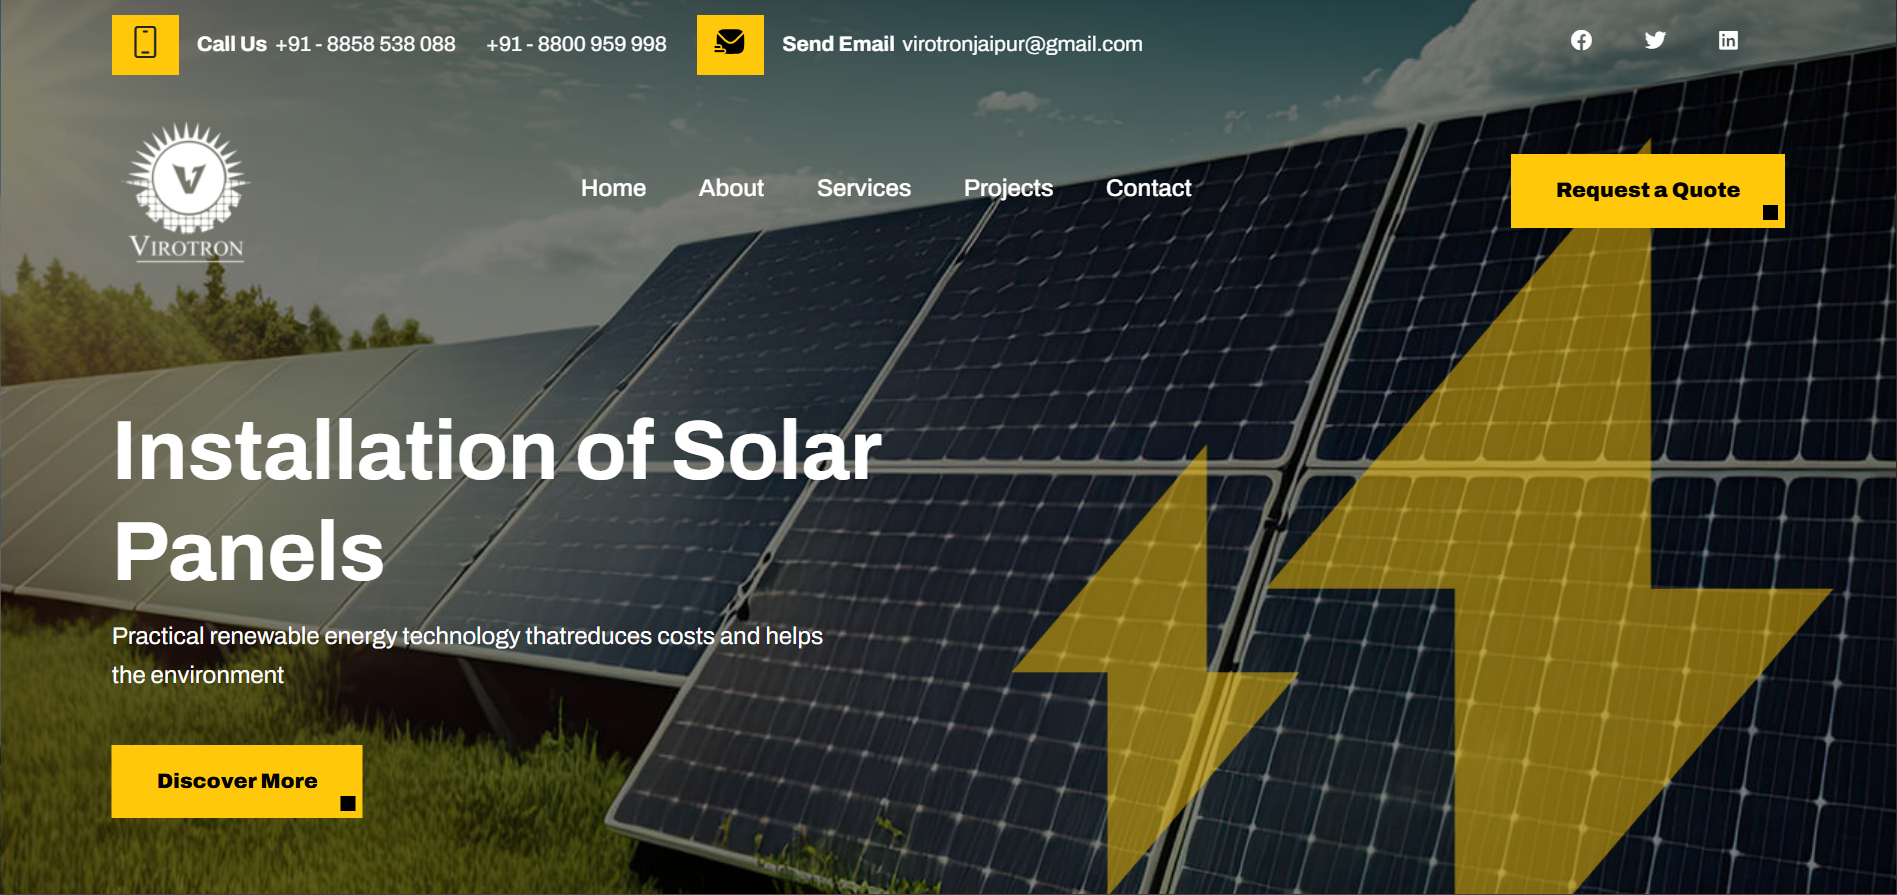 Call Us +91 - 8858 538 088 +91 - 8800 959 998 Send Email virotronjaipur@gmail.com
V
VIROTRON
Home About Services Projects Contact
Request a Quote
Installation of Solar
Panels
Practical renewable energy technology thatreduces costs and helps
the environment
Discover More